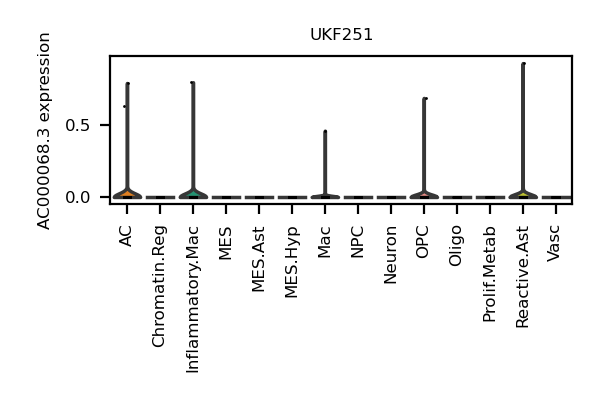 UKF251
AC000068.3 expression
0.5
0.0
AC
Chromatin.Reg
Inflammatory.Mac
MES
MES.Ast
MES.Hyp
Mac
NPC
Neuron
OPC
Oligo
Prolif.Metab
Reactive.Ast
Vasc